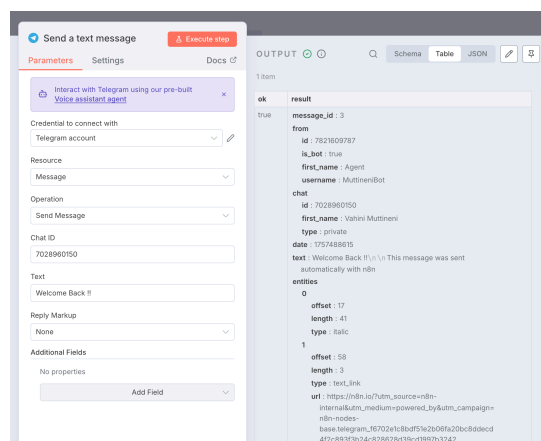 Send a text message
Execute step
Parameters
Settings
Docs
Interact with Telegram using our pre-built
Voice assistant agent
×
Credential to connect with
Telegram account
Resource
Message
Operation
Send Message
Chat ID
7028960150
Text
Welcome Back !!
Reply Markup
None
Additional Fields
No properties
Add Field
OUTPUT
Schema
Table
JSON
1 item
ok
result
true
message_id : 3
from
id : 7821609787
is_bot : true
first_name : Agent
username : MuttineniBot
chat
id : 7028960150
first_name : Vahini Muttineni
type : private
date : 1757488615
text : Welcome Back !!\n \n This message was sent
automatically with n8n
entities
0
offset : 17
length : 41
type : italic
1
offset : 58
length : 3
type : text_link
url : https://n8n.io/?utm_source=n8n-
internal&utm_medium=powered_by&utm_campaign=
n8n-nodes-
base.telegram_f6702e1c8bdf51e2b06fa20bc8ddecd
4f2c893f3b24c828628d39cd1997b3242